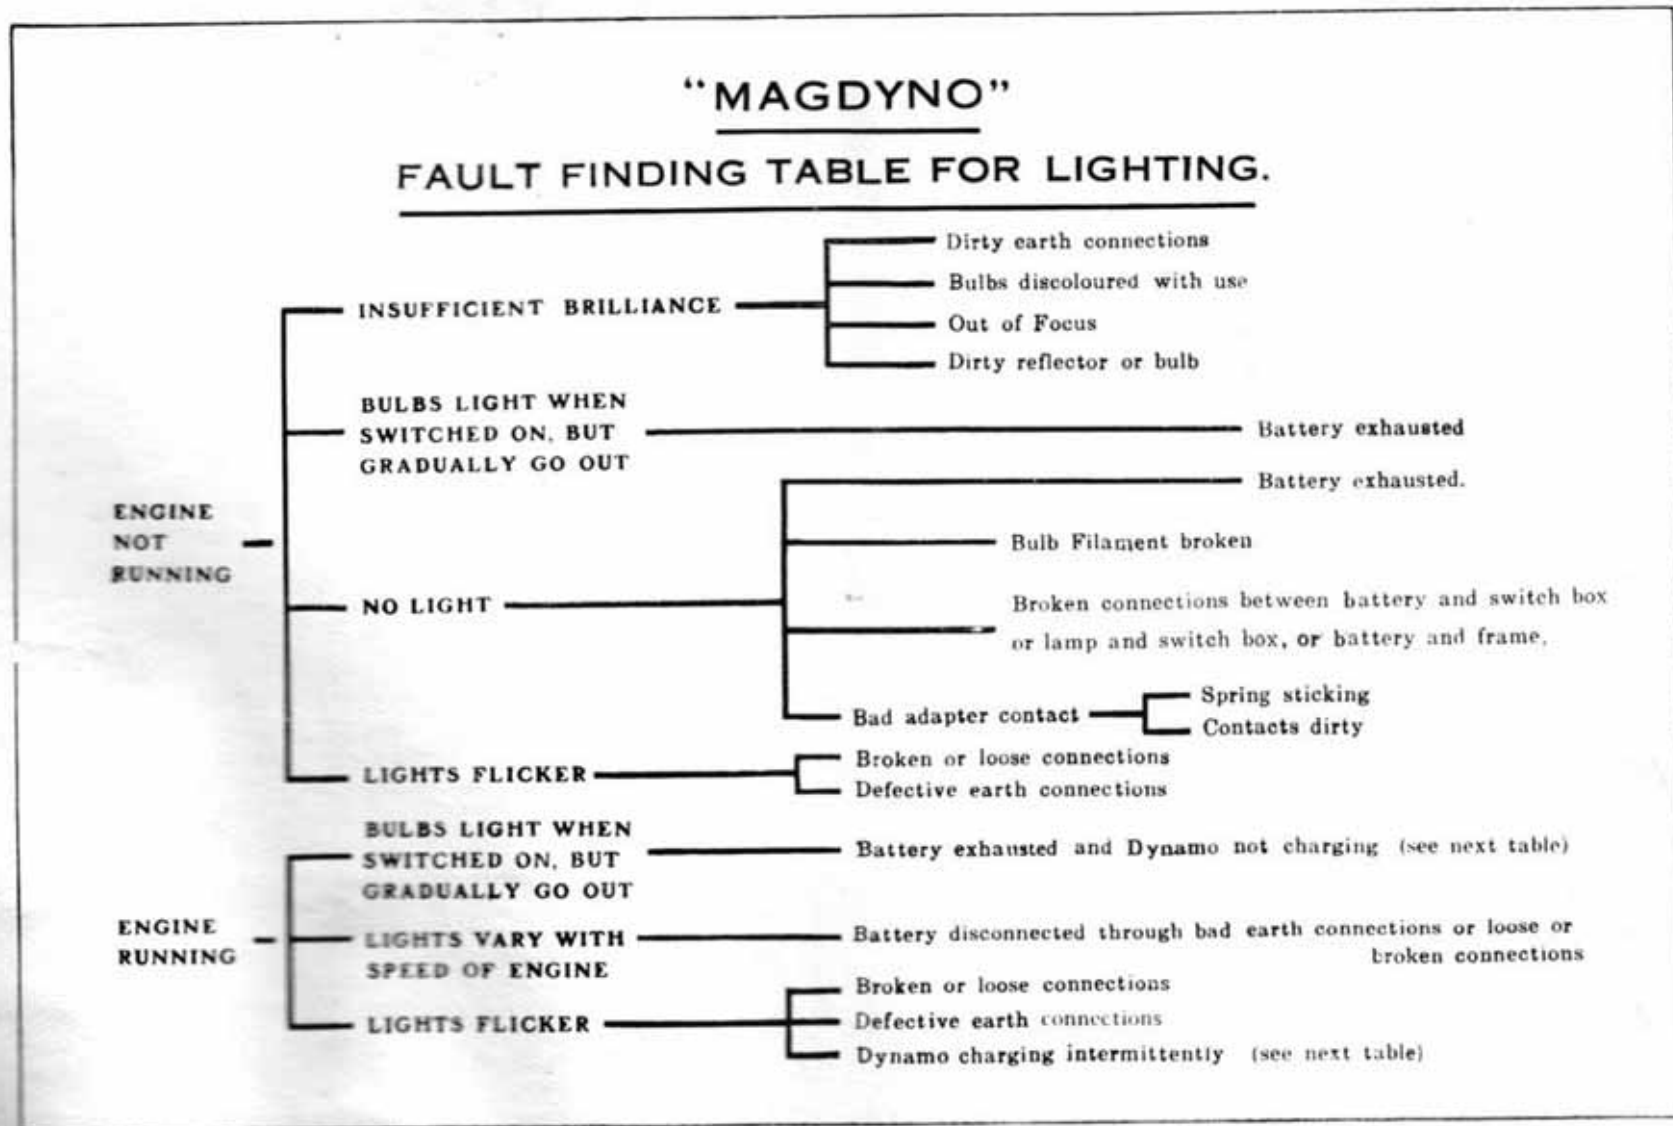 “MAGDYNO”
FAULT FINDING TABLE FOR LIGHTING.
ENGINE
NOT
RUNNING
INSUFFICIENT BRILLIANCE
Dirty earth connections
Bulbs discoloured with use
Out of Focus
Dirty reflector or bulb
BULBS LIGHT WHEN
SWITCHED ON, BUT
GRADUALLY GO OUT
Battery exhausted
NO LIGHT
Battery exhausted.
Bulb Filament broken
Broken connections between battery and switch box
or lamp and switch box, or battery and frame.
Bad adapter contact
Spring sticking
Contacts dirty
LIGHTS FLICKER
Broken or loose connections
Defective earth connections
ENGINE
RUNNING
BULBS LIGHT WHEN
SWITCHED ON, BUT
GRADUALLY GO OUT
Battery exhausted and Dynamo not charging (see next table)
LIGHTS VARY WITH
SPEED OF ENGINE
Battery disconnected through bad earth connections or loose or
broken connections
LIGHTS FLICKER
Broken or loose connections
Defective earth connections
Dynamo charging intermittently (see next table)